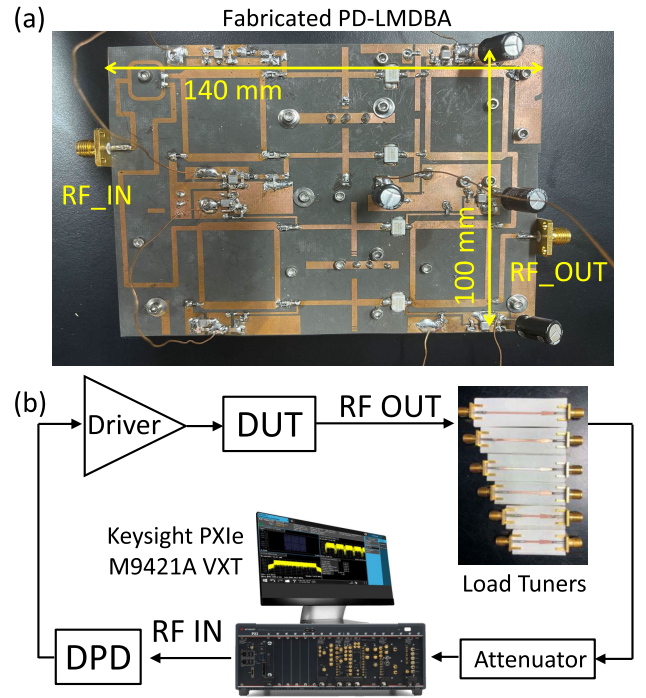 (a)
Fabricated PD-LMDBA
140 mm
RF_IN
100 mm
RF_OUT
(b)
Driver
DUT
RF OUT
Keysight PXIe
M9421A VXT
Load Tuners
RF IN
DPD
Attenuator